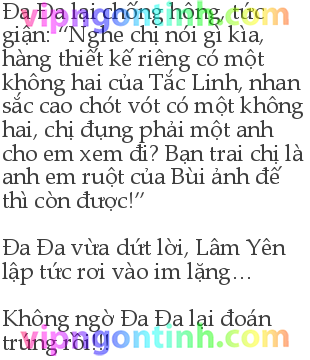 Đa Đa lại chống hông, tức
giận: “Nghe chị nói gì kìa,
hàng thiết kế riêng có một
không hai của Tắc Linh, nhan
sắc cao chót vót có một không
hai, chị đụng phải một anh
cho em xem đi? Bạn trai chị là
anh em ruột của Bùi ảnh đế
thì còn được!”
Đa Đa vừa dứt lời, Lâm Yên
lập tức rơi vào im lặng…
Không ngờ Đa Đa lại đoán
trúng rồi!!!
vipngontinh.com
vipngontinh.com